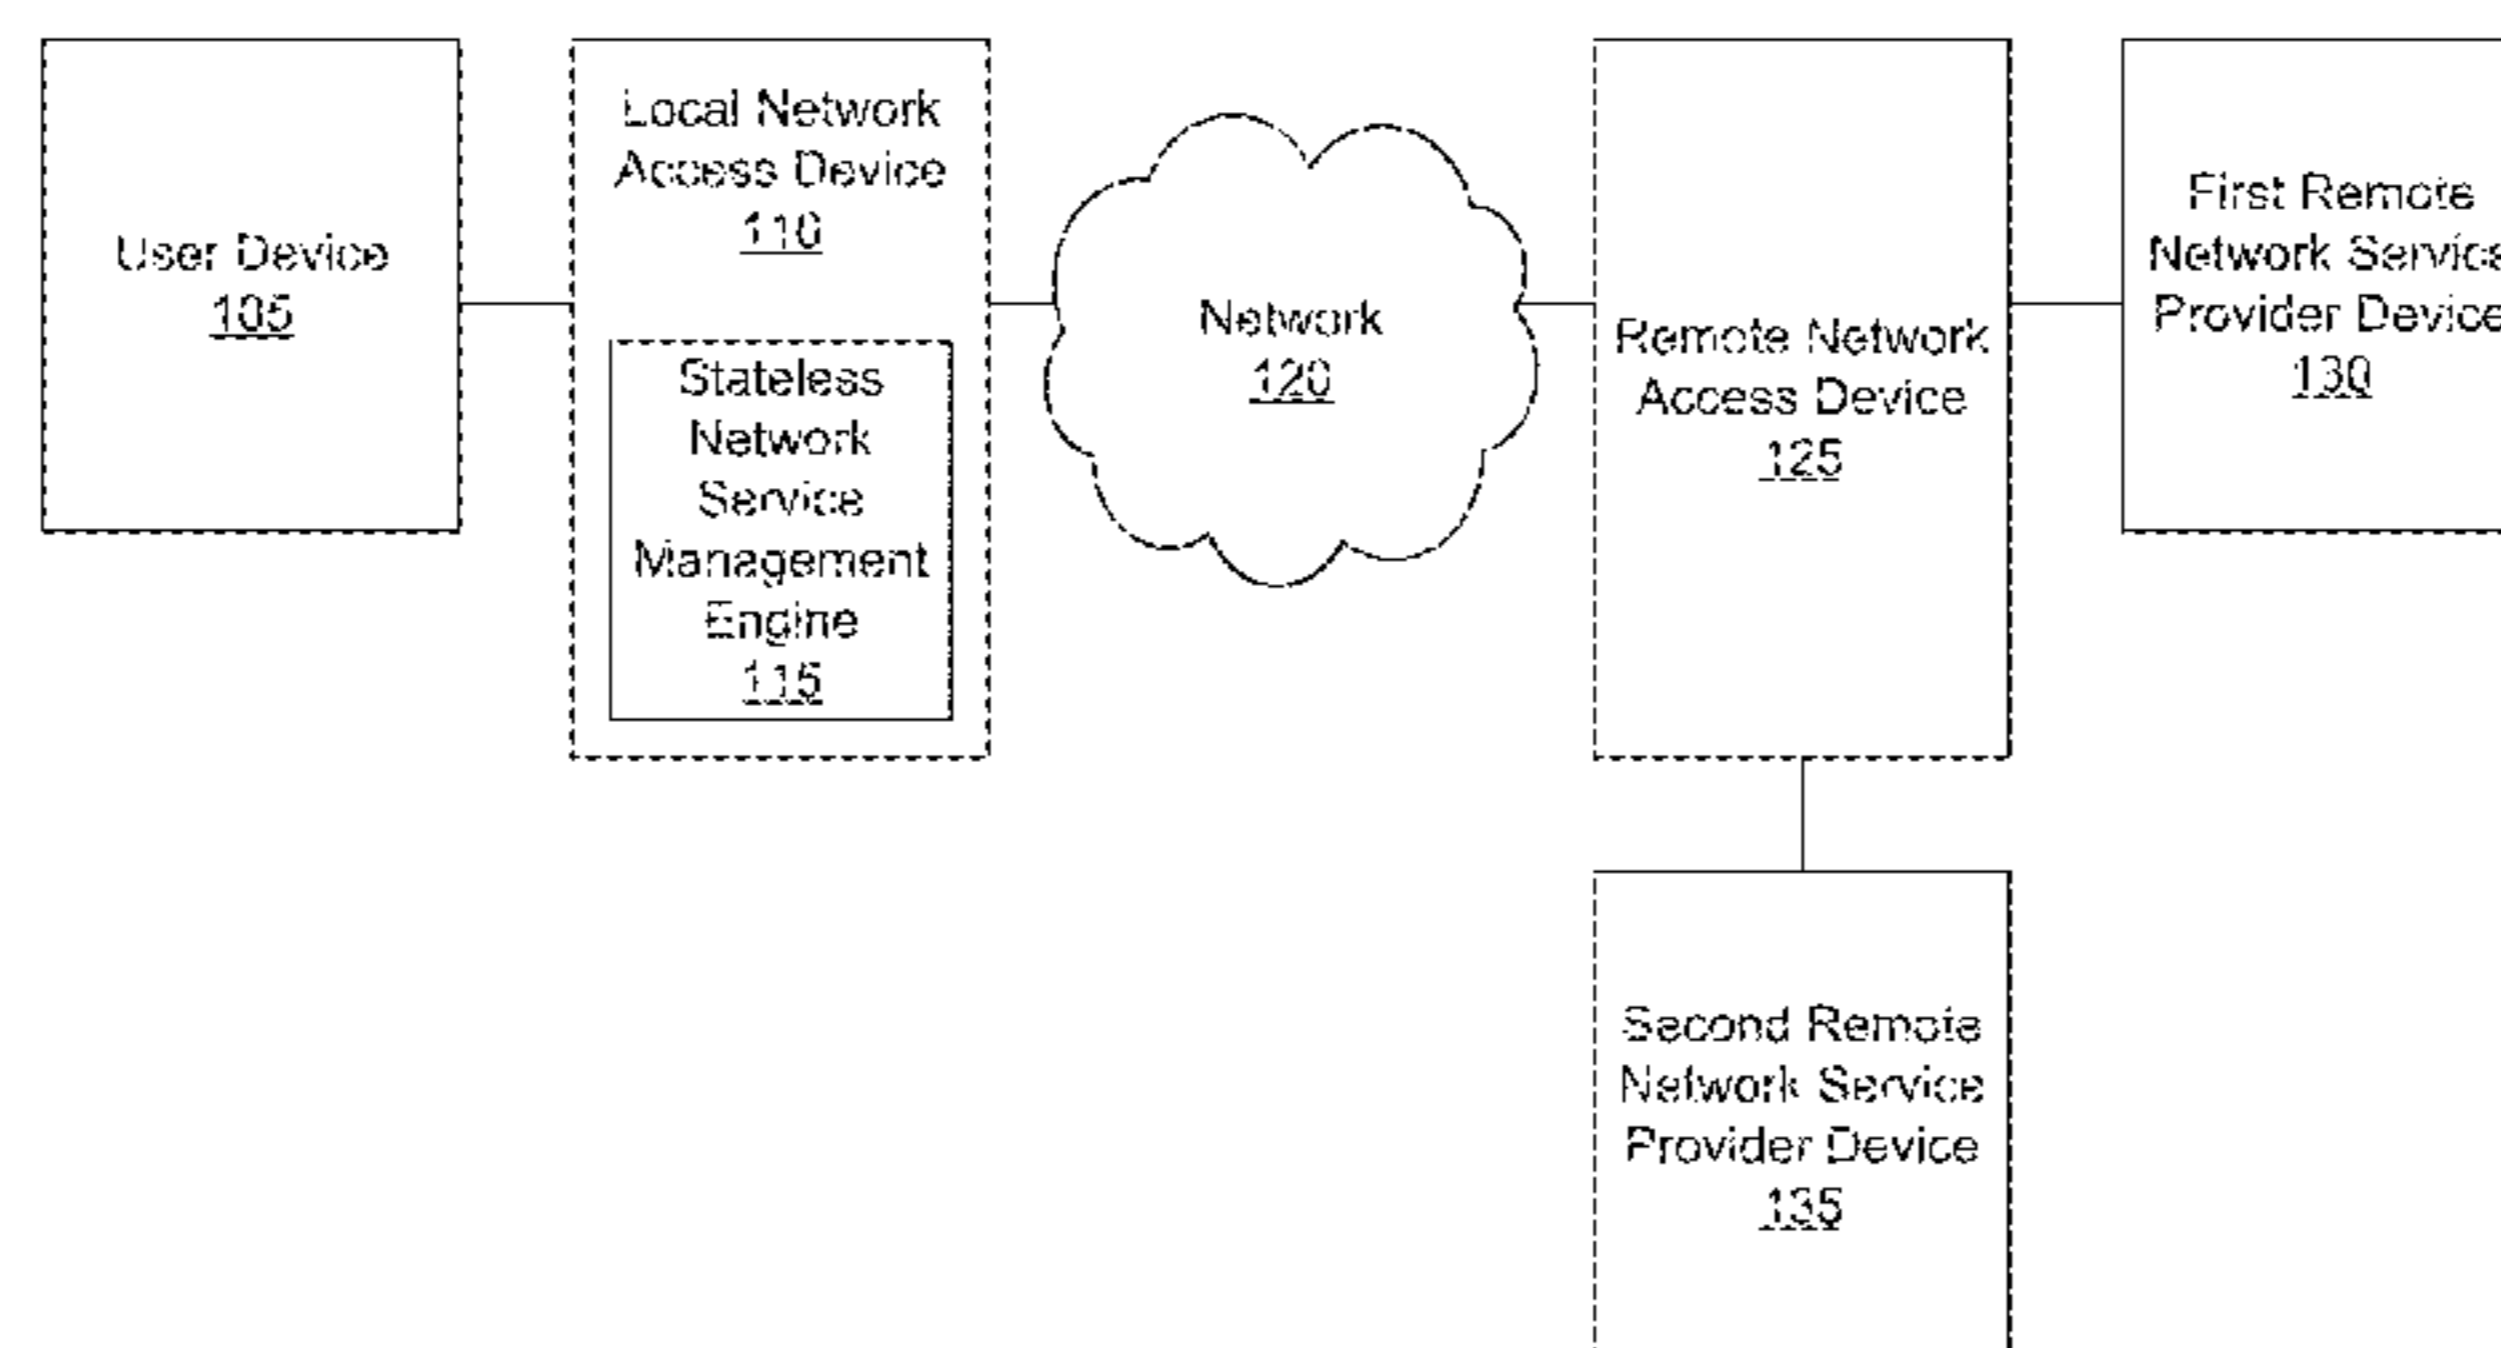 User Device
105
Local Network
Access Device
110
Stateless
Network
Service
Management
Engine
115
Network
120
Remote Network
Access Device
125
First Remote
Network Service
Provider Device
130
Second Remote
Network Service
Provider Device
135